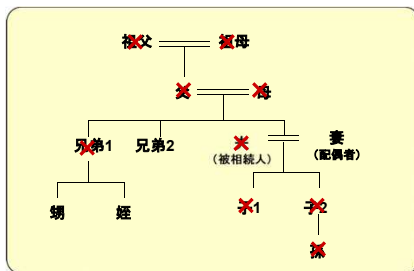 祖父 祖母
父 母
兄弟1 兄弟2 夫 妻
(被相続人) (配偶者)
甥 姪 子1 子2
孫